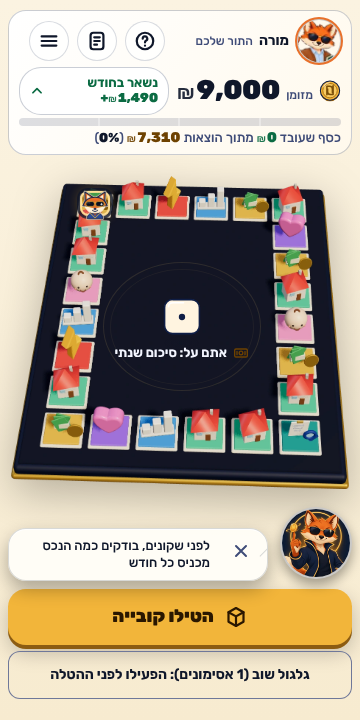 מורה התור שלכם
מזומן 9,000 ₪
נשאר בחודש
+₪1,490
כסף שעובד ₪0 מתוך הוצאות ₪7,310 (0%)
אתם על: סיכום שנתי
לפני שקונים, בודקים כמה הנכס
מכניס כל חודש
הטילו קובייה
גלגול שוב (1 אסימונים): הפעילו לפני ההטלה